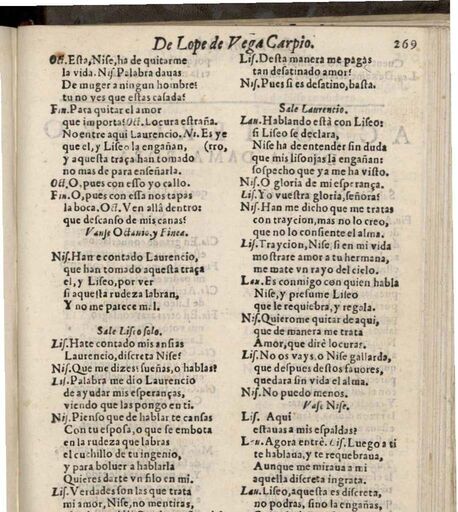 De Lope de Vega Carpio.
269
Oct. Esta, Nise, ha de quitarme
la vida. Nis. Palabra dauas
De muger a ningun hombre?
tu no ves que estas casada?
Fin. Para quitar el amor
que importa? Oct. Locura estraña.
No entre aqui Laurencio. Ni. Es ye
que el, y Liseo la engañan, (rro,
y aquesta traça han tomado
no mas de para enseñarla.
Oct. O, pues con esso yo callo.
Fin. O, pues con essa nos tapas
la boca. Oct. Ven allà dentro:
que descanso de mis canas?
Vanse Octauio, y Finea.
Nis. Han e contado Laurencio,
que han tomado aquesta traça
el, y Liseo, por ver
si aquesta rudeza labran,
Y no me parece mal.
Sale Liseo solo.
Lis. Hate contado mis ansias
Laurencio, discreta Nise?
Nis. Que me dizes? sueñas, o hablas?
Lis. Palabra me dio Laurencio
de ayudar mis esperanças,
viendo que las pongo en ti.
Nis. Pienso que de hablar te cansas
Con tu esposa, o que se embota
en la rudeza que labras
el cuchillo de tu ingenio,
y para boluer a hablarla
Quieres darte vn filo en mi.
Lis. Verdades son las que trata
mi amor, Nise, no mentiras,
Lis. Desta manera me pagas
tan desatinado amor?
Nis. Pues si es desatino, basta.
Sale Laurencio.
Lau. Hablando està con Liseo:
si Liseo se declara,
Nise ha de entender sin duda
que mis lisonjas la engañan:
sospecho que ya me ha visto.
Nis. O gloria de mi esperança.
Lis. Yo vuestra gloria, señora?
Nis. Han me dicho que me tratas
con traycion, mas no lo creo,
que no lo consiente el alma.
Lis. Traycion, Nise, si en mi vida
mostrare amor a tu hermana,
me mate vn rayo del cielo.
Lau. Es conmigo con quien habla
Nise, y presume Liseo
que le requiebra, y regala.
Nis. Quierome quitar de aqui,
que de manera me trata
Amor, que dirè locuras.
Lis. No os vays, o Nise gallarda,
que despues destos fauores,
quedara sin vida el alma.
Nis. No puedo menos.
Vase Nise.
Lis. Aqui
estauas a mis espaldas?
Lau. Agora entrè. Lis. Luego a ti
te hablaua, y te requebraua,
Aunque me miraua a mi
aquella discreta ingrata.
Lau. Liseo, aquesta es discreta,
no podras, sino la engañas,